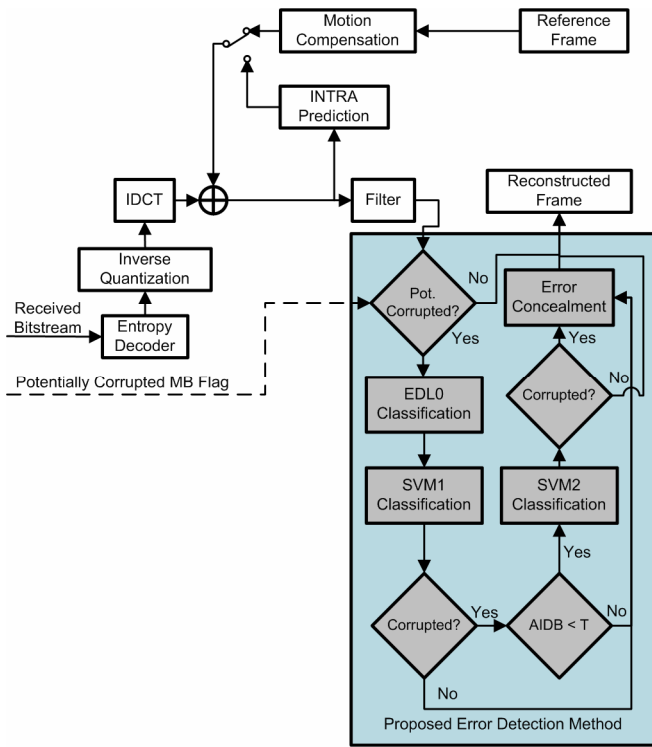 Motion
Compensation
Reference
Frame
INTRA
Prediction
IDCT
Filter
Reconstructed
Frame
Inverse
Quantization
Received
Bitstream
Entropy
Decoder
Potentially Corrupted MB Flag
Pot.
Corrupted?
No
Yes
Error
Concealment
Yes
No
EDL0
Classification
Corrupted?
SVM1
Classification
SVM2
Classification
Yes
Corrupted?
Yes
AIDB < T
No
No
Proposed Error Detection Method